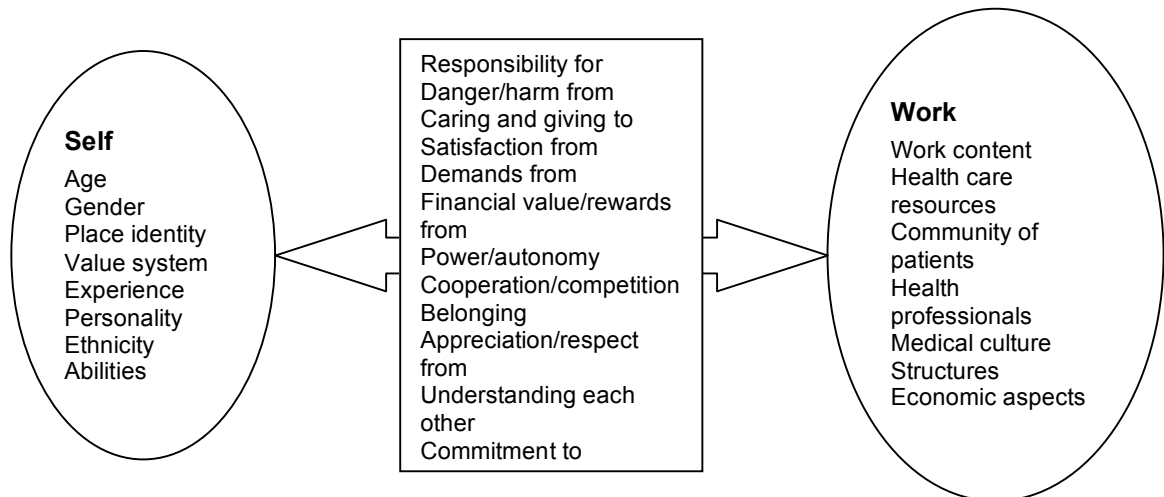 Self
Age
Gender
Place identity
Value system
Experience
Personality
Ethnicity
Abilities
Responsibility for
Danger/harm from
Caring and giving to
Satisfaction from
Demands from
Financial value/rewards
from
Power/autonomy
Cooperation/competition
Belonging
Appreciation/respect
from
Understanding each
other
Commitment to
Work
Work content
Health care
resources
Community of
patients
Health
professionals
Medical culture
Structures
Economic aspects